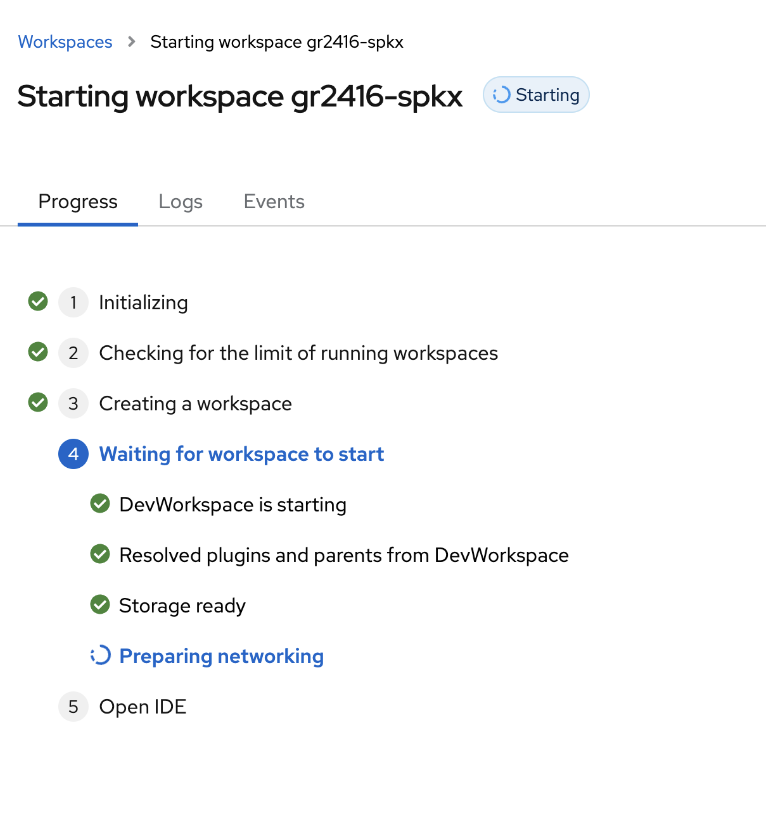 Workspaces > Starting workspace gr2416-spkx
Starting workspace gr2416-spkx Starting
Progress Logs Events
1 Initializing
2 Checking for the limit of running workspaces
3 Creating a workspace
4 Waiting for workspace to start
DevWorkspace is starting
Resolved plugins and parents from DevWorkspace
Storage ready
Preparing networking
5 Open IDE